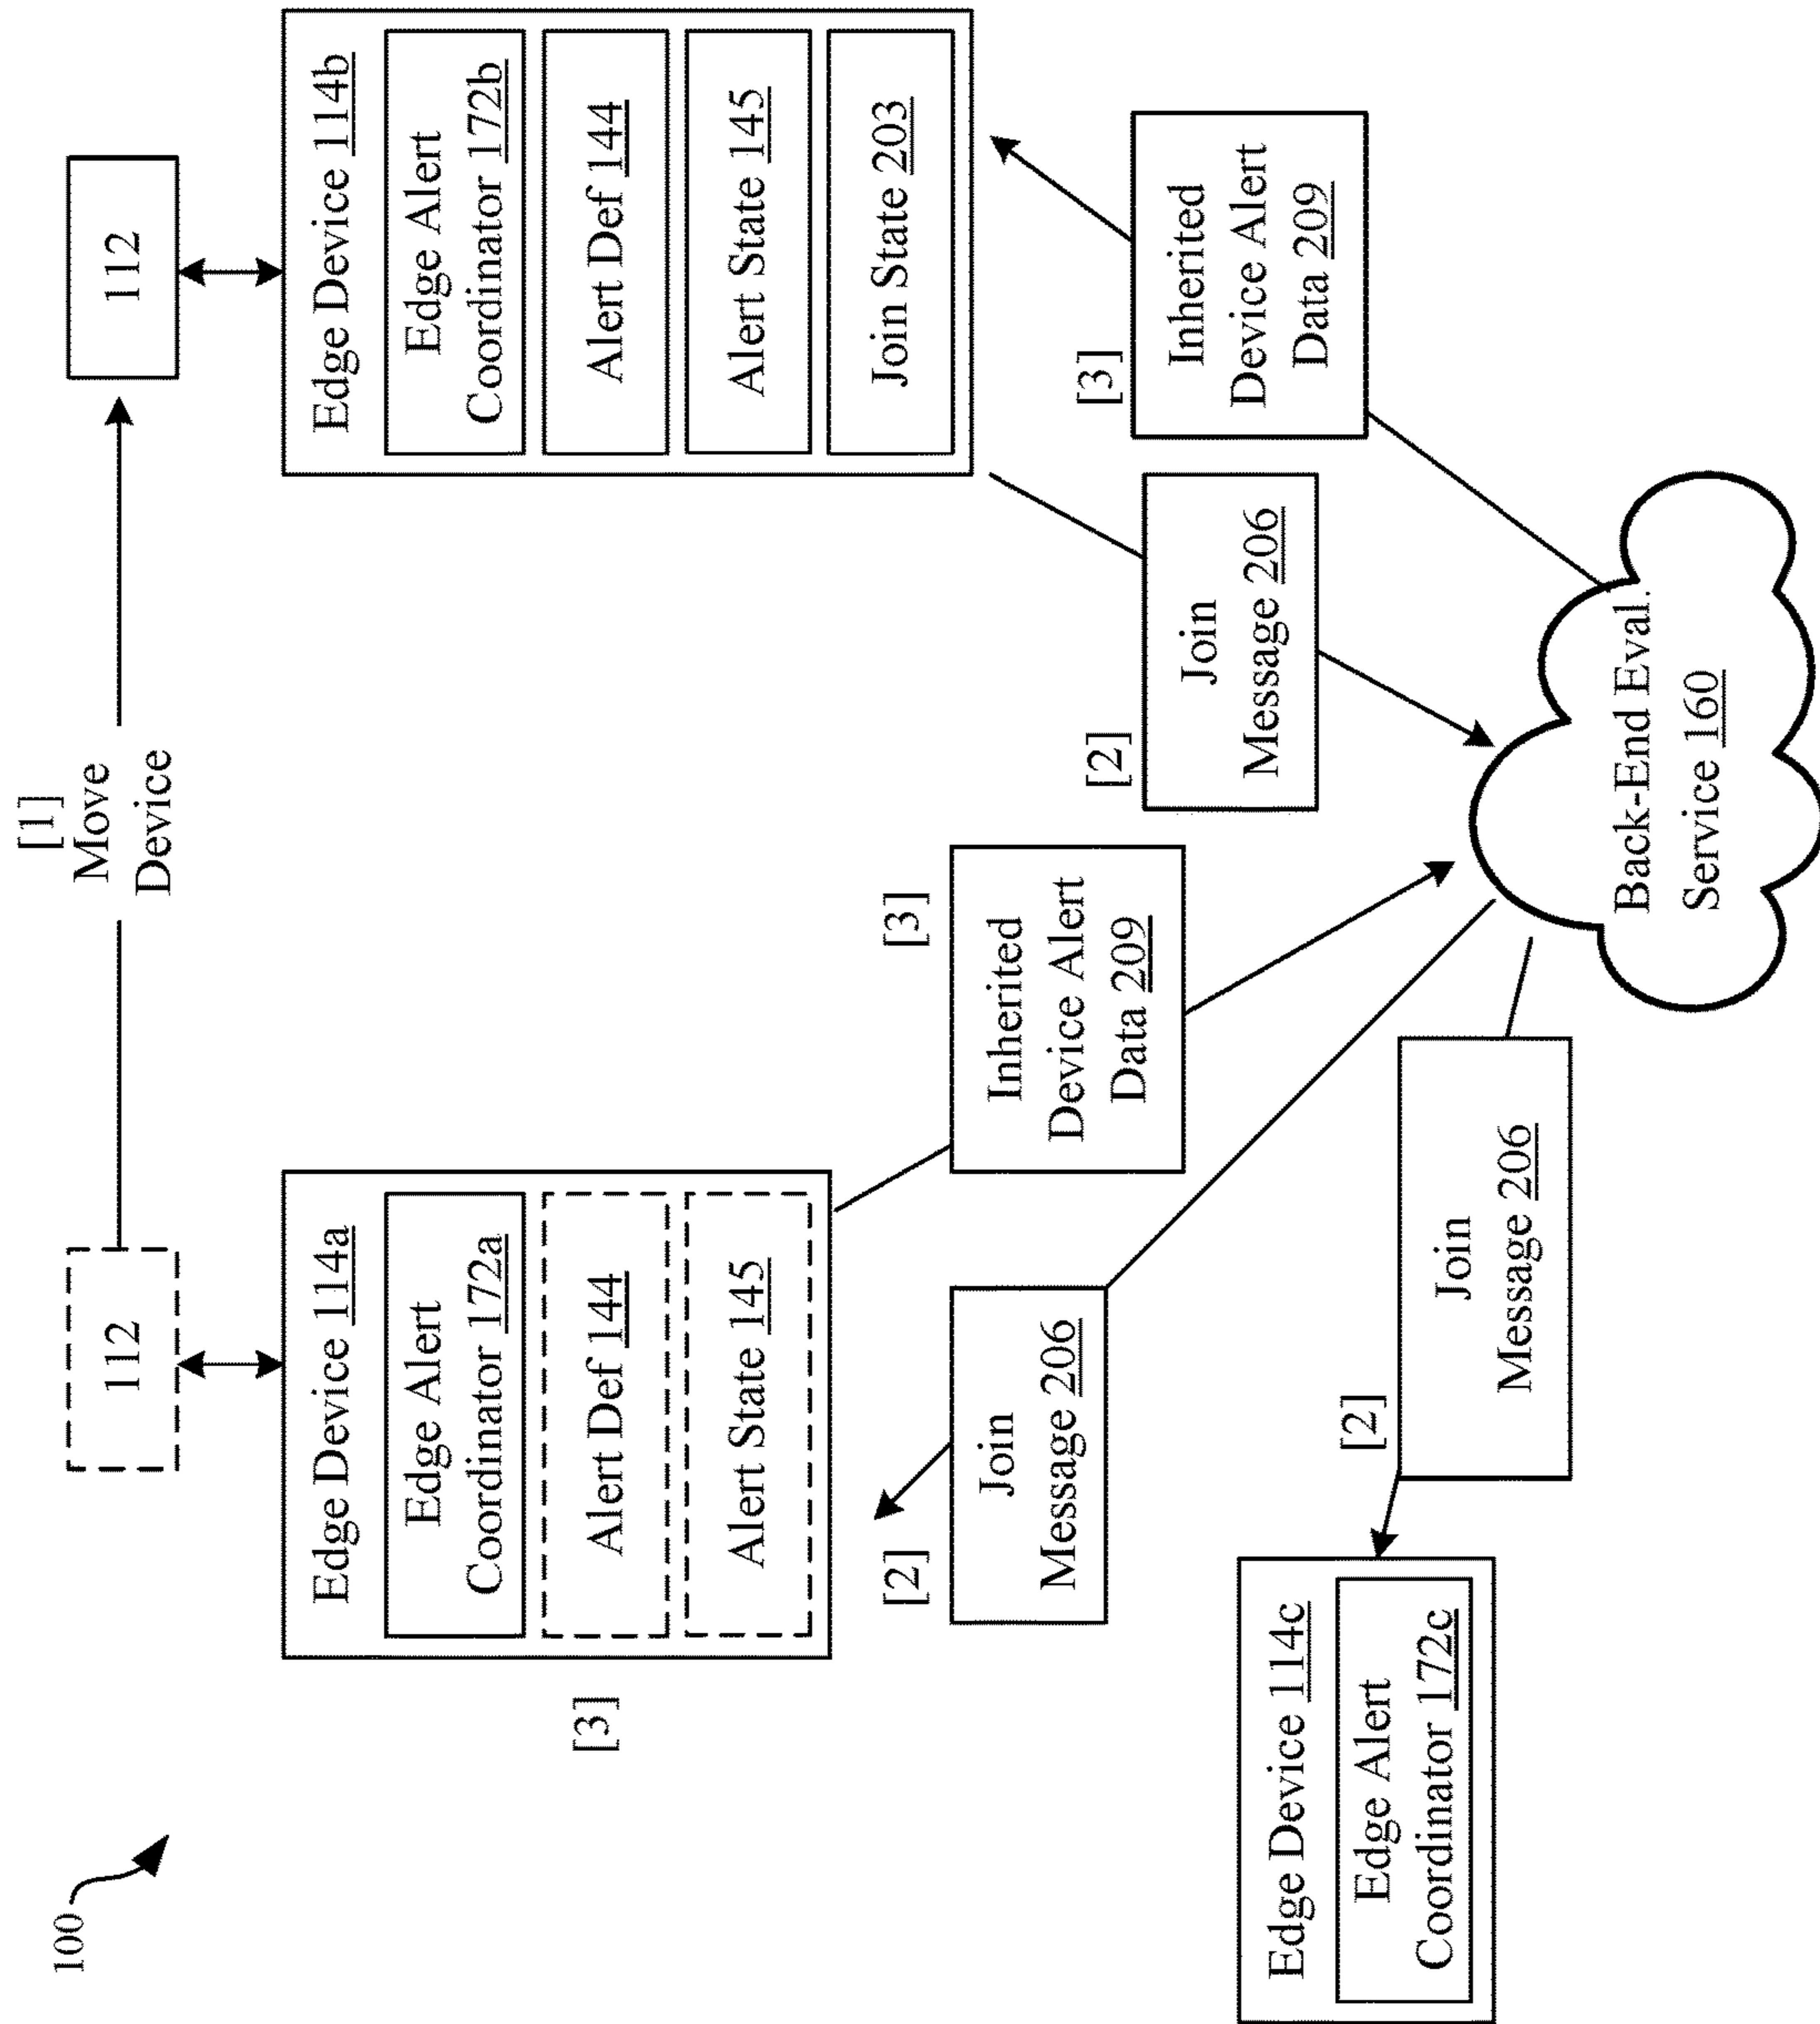 100
[1]
Move
Device
112
112
Edge Device 114a
Edge Alert
Coordinator 172a
Alert Def 144
Alert State 145
[3]
Edge Device 114b
Edge Alert
Coordinator 172b
Alert Def 144
Alert State 145
Join State 203
[2]
Join
Message 206
[3]
Inherited
Device Alert
Data 209
[2]
Join
Message 206
[3]
Inherited
Device Alert
Data 209
Edge Device 114c
Edge Alert
Coordinator 172c
[2]
Join
Message 206
Back-End Eval.
Service 160